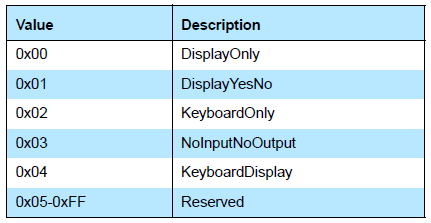 Value Description
0x00 DisplayOnly
0x01 DisplayYesNo
0x02 KeyboardOnly
0x03 NoInputNoOutput
0x04 KeyboardDisplay
0x05-0xFF Reserved